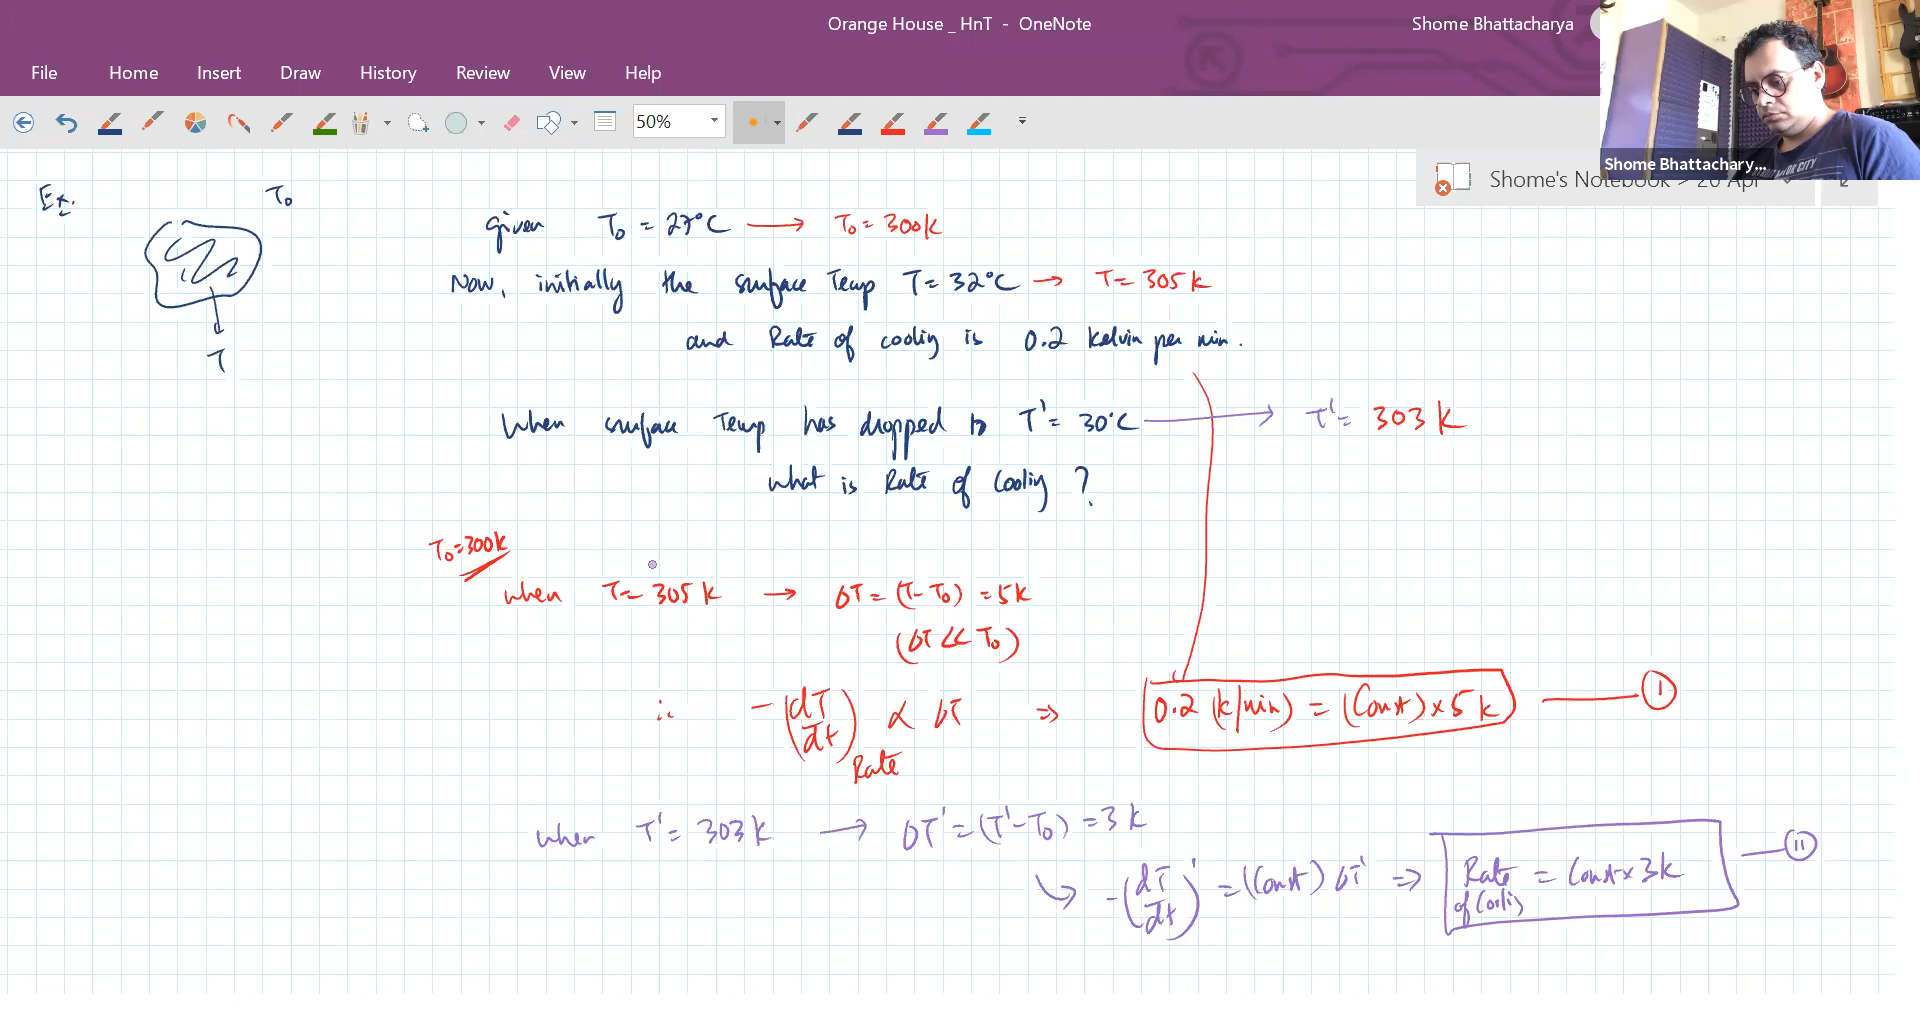 Orange House _ HnT - OneNote
Shome Bhattacharya
File Home Insert Draw History Review View Help
50%
Shome Bhattachary...
Shome's Notebook > 20 Apr
Ex.
T₀
T
given T₀ = 27°C → T₀ = 300k
Now, initially the surface Temp T = 32°C → T = 305 k
and Rate of cooling is 0.2 kelvin per min.
When surface Temp has dropped to T' = 30°C → T' = 303 k
what is Rate of Cooling ?
T₀ = 300k
when T = 305 k → ΔT = (T - T₀) = 5k
(ΔT << T₀)
∴ -(dT/dt) ∝ ΔT ⇒ 0.2 (k/min) = (Const) × 5 k — I
Rate
when T' = 303 k → ΔT' = (T' - T₀) = 3 k
↘ -(dT/dt)' = (Const) ΔT' ⇒ Rate of Cooling = Const × 3k — II